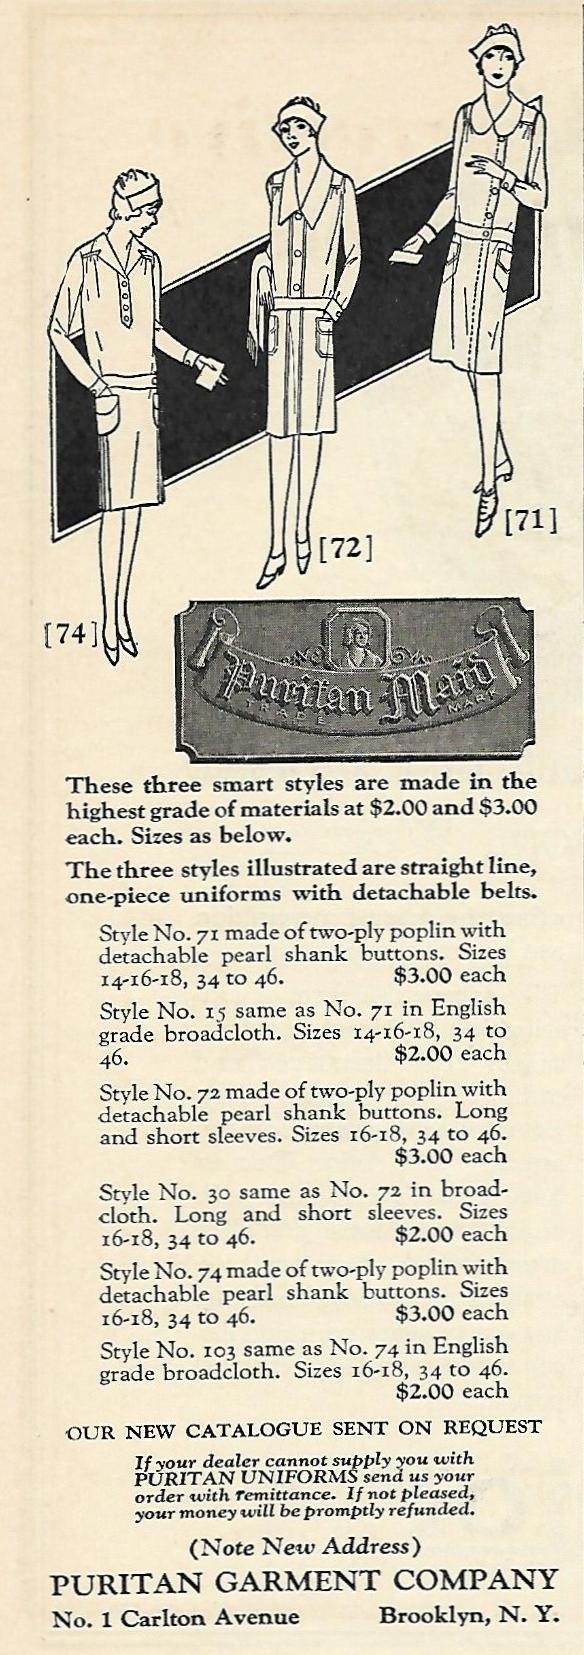 [71]
[72]
[74]
Puritan Maid
TRADE MARK
These three smart styles are made in the
highest grade of materials at $2.00 and $3.00
each. Sizes as below.
The three styles illustrated are straight line,
one-piece uniforms with detachable belts.
Style No. 71 made of two-ply poplin with
detachable pearl shank buttons. Sizes
14-16-18, 34 to 46. $3.00 each
Style No. 15 same as No. 71 in English
grade broadcloth. Sizes 14-16-18, 34 to
46. $2.00 each
Style No. 72 made of two-ply poplin with
detachable pearl shank buttons. Long
and short sleeves. Sizes 16-18, 34 to 46.
$3.00 each
Style No. 30 same as No. 72 in broad-
cloth. Long and short sleeves. Sizes
16-18, 34 to 46. $2.00 each
Style No. 74 made of two-ply poplin with
detachable pearl shank buttons. Sizes
16-18, 34 to 46. $3.00 each
Style No. 103 same as No. 74 in English
grade broadcloth. Sizes 16-18, 34 to 46.
$2.00 each
OUR NEW CATALOGUE SENT ON REQUEST
If your dealer cannot supply you with
PURITAN UNIFORMS send us your
order with remittance. If not pleased,
your money will be promptly refunded.
(Note New Address)
PURITAN GARMENT COMPANY
No. 1 Carlton Avenue Brooklyn, N. Y.